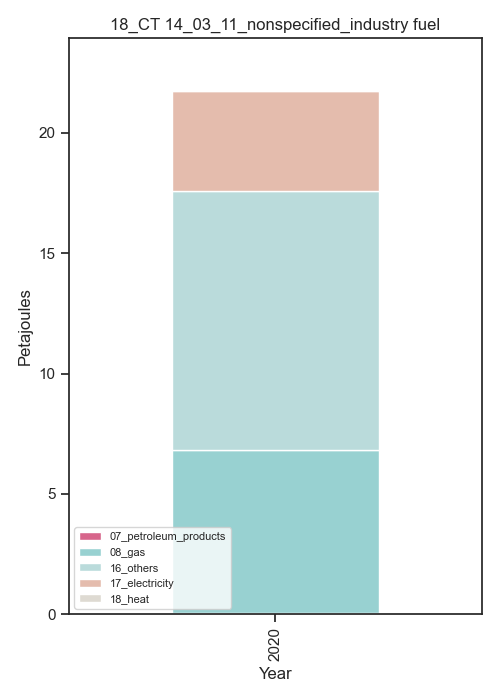 18_CT 14_03_11_nonspecified_industry fuel
20
15
10
5
0
Petajoules
07_petroleum_products
08_gas
16_others
17_electricity
18_heat
2020
Year